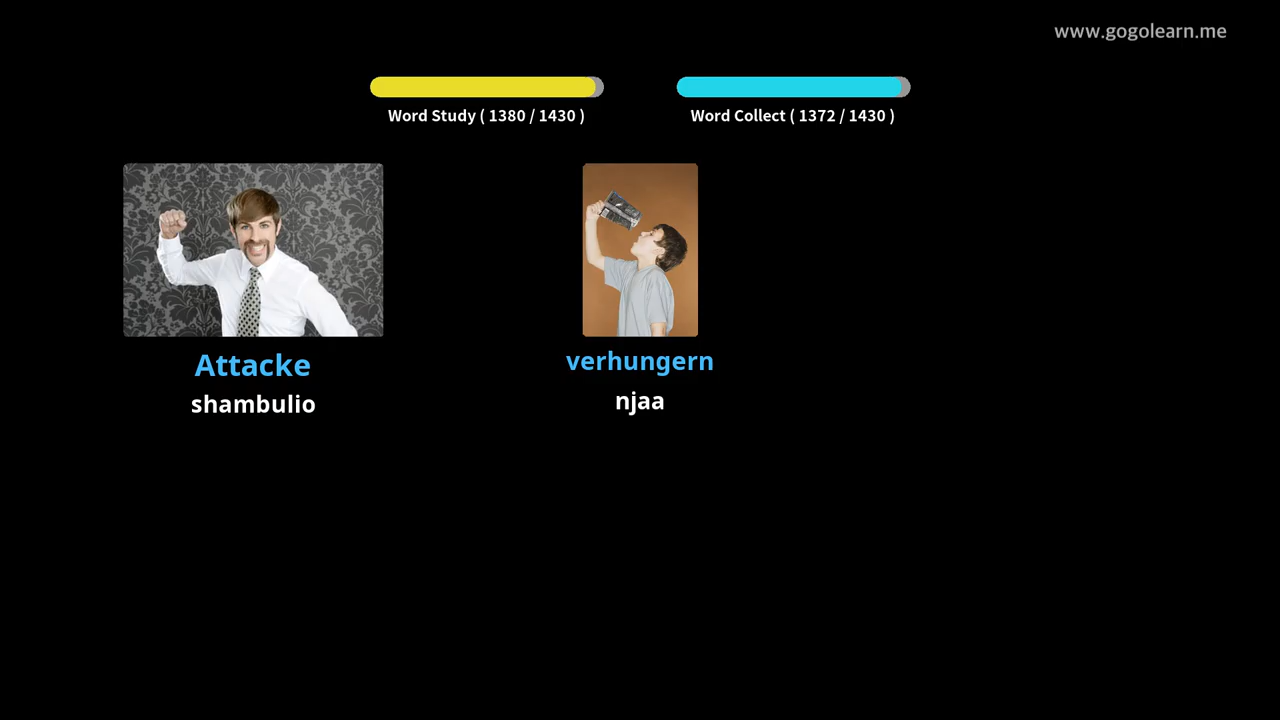 www.gogolearn.me
Word Study ( 1380 / 1430 )
Word Collect ( 1372 / 1430 )
Attacke
shambulio
verhungern
njaa